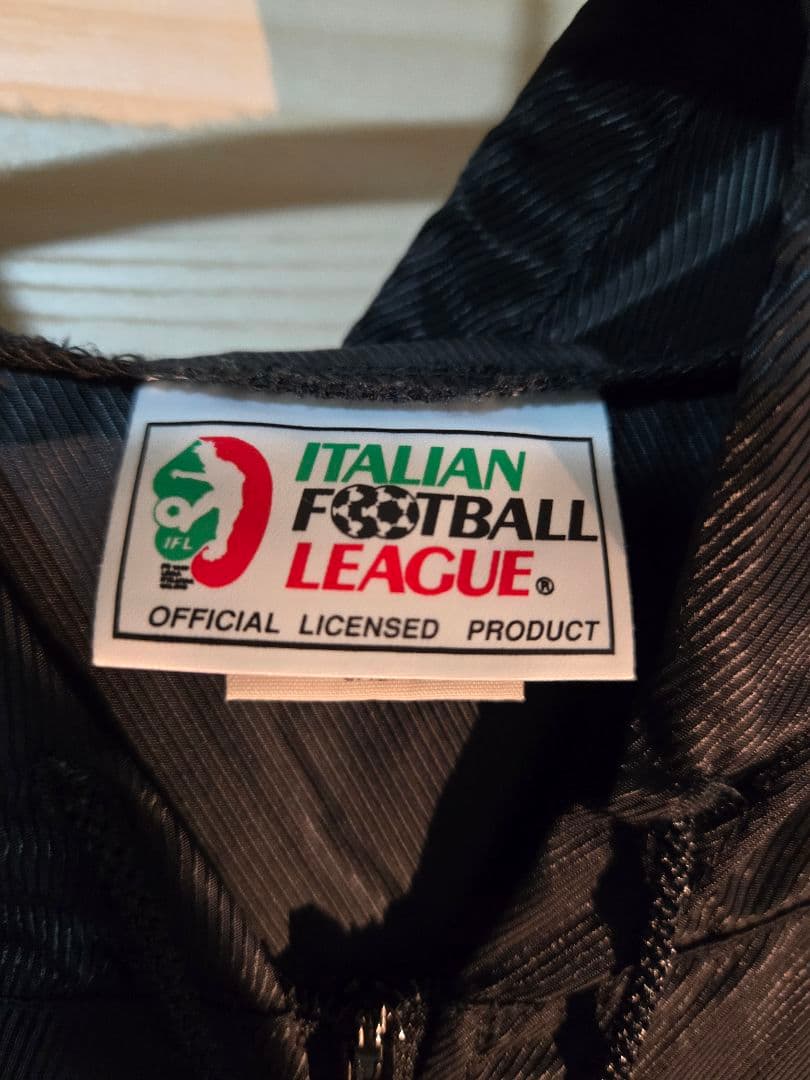 ITALIAN
FOOTBALL
LEAGUE®
IFL
OFFICIAL LICENSED PRODUCT